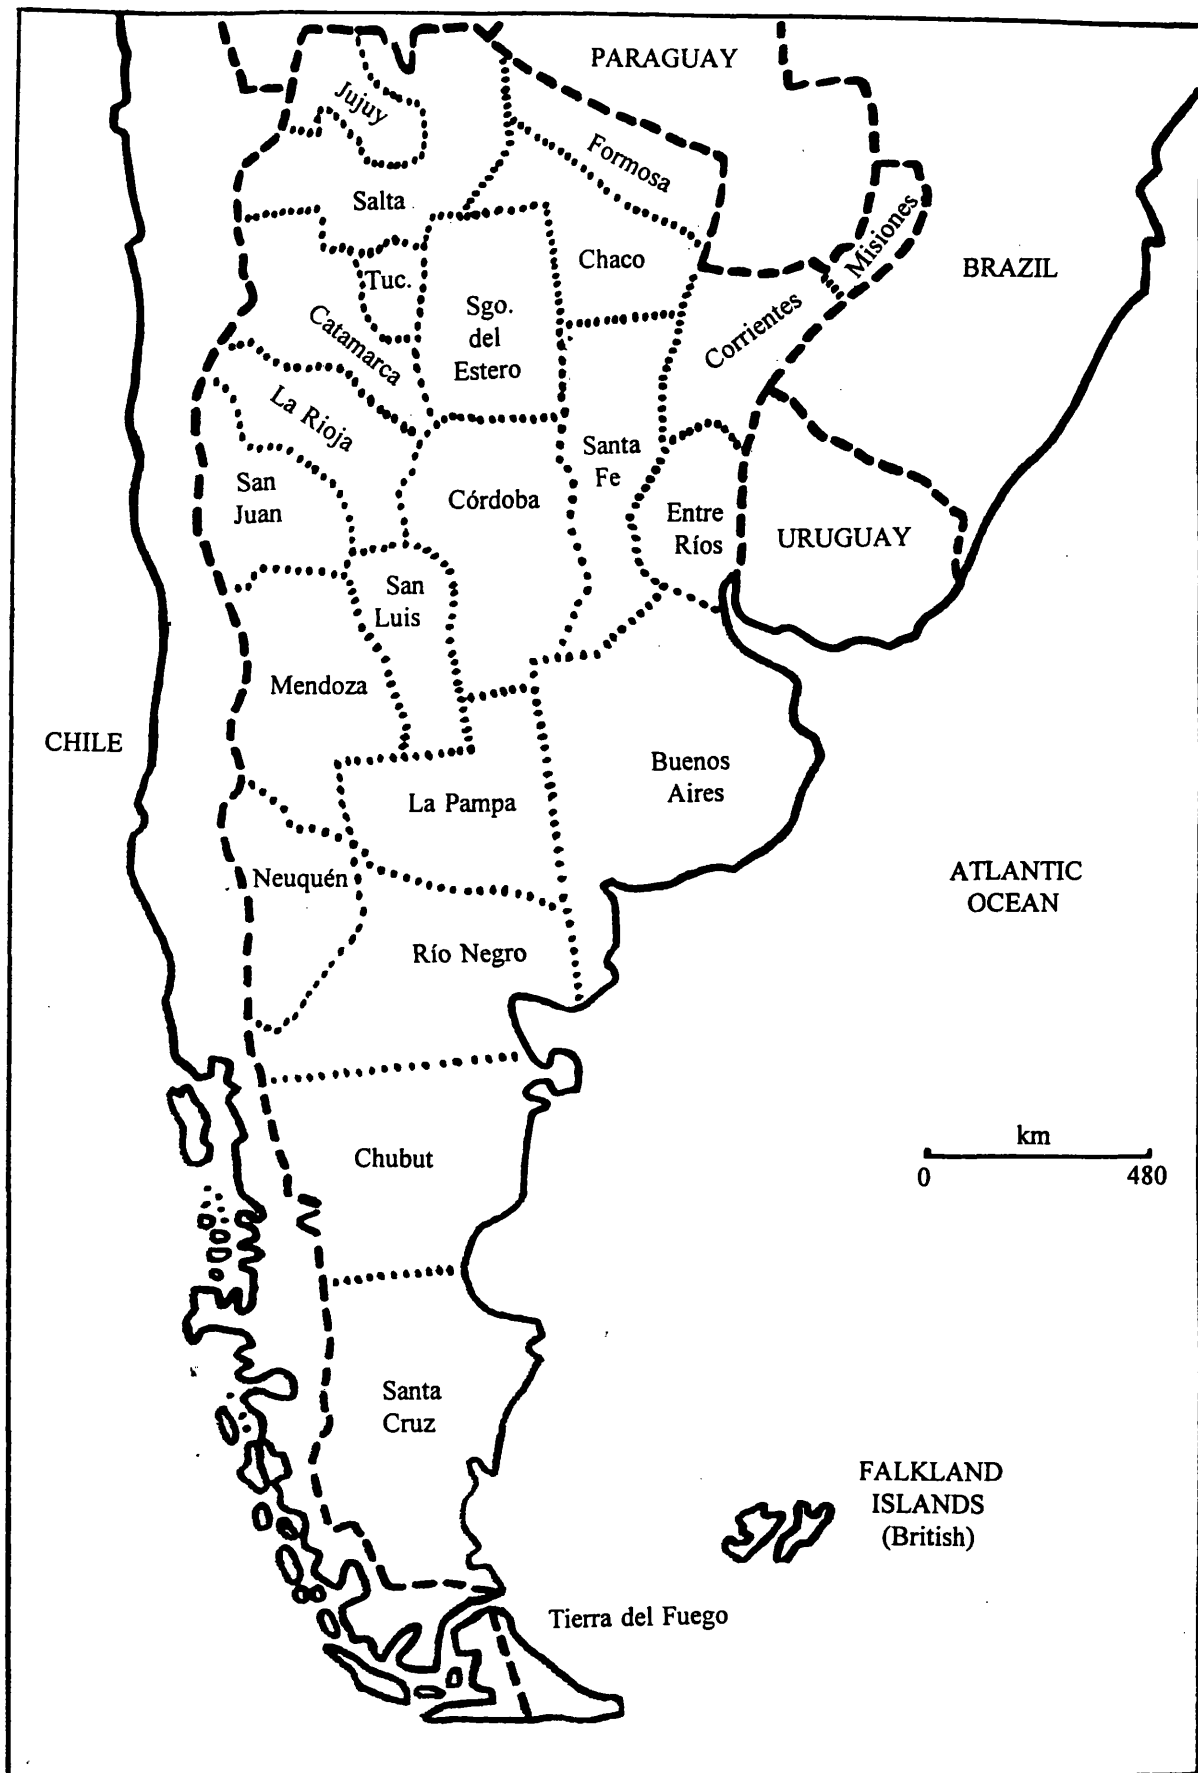 PARAGUAY
Jujuy
Formosa
Salta
Misiones
Chaco
BRAZIL
Tuc.
Sgo.
del
Estero
Corrientes
Catamarca
La Rioja
Santa
Fe
San
Juan
Córdoba
Entre
Ríos
URUGUAY
San
Luis
Mendoza
CHILE
Buenos
Aires
La Pampa
Neuquén
ATLANTIC
OCEAN
Río Negro
km
0 480
Chubut
Santa
Cruz
FALKLAND
ISLANDS
(British)
Tierra del Fuego